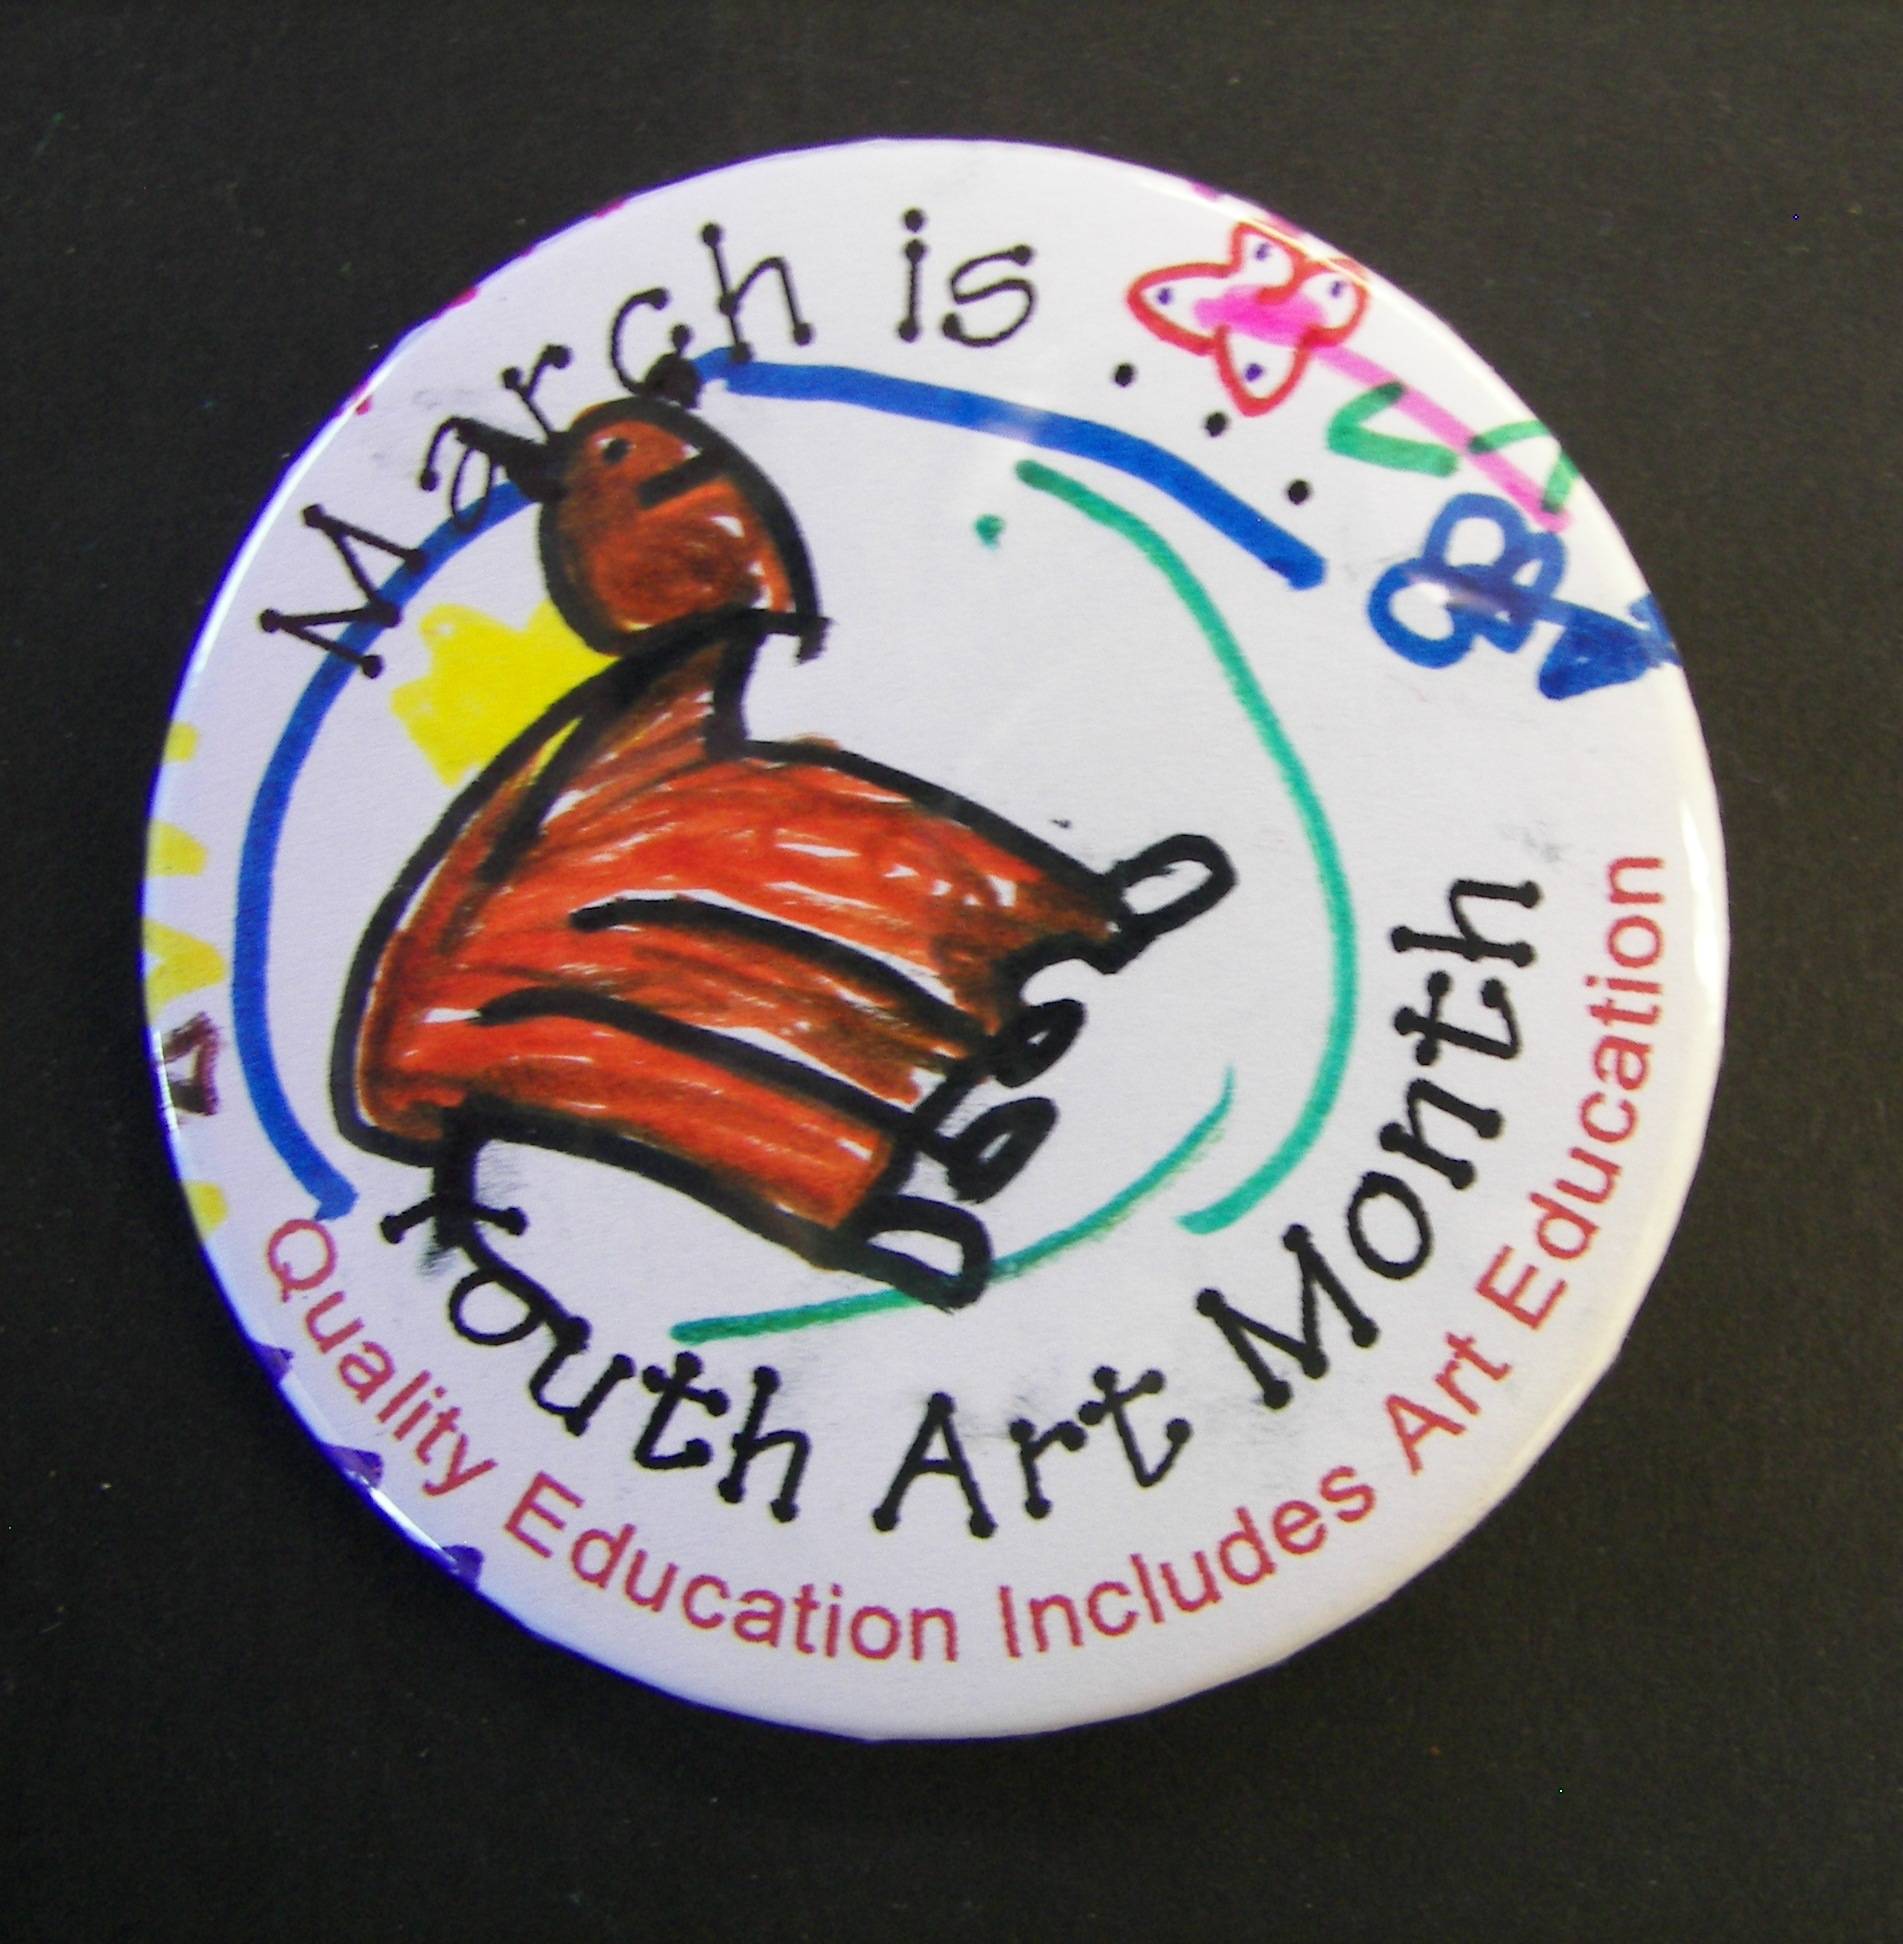 March is ...
Youth Art Month
Quality Education Includes Art Education